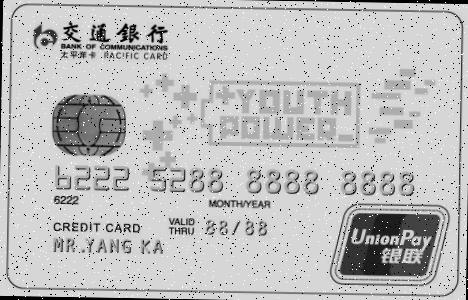 交通银行
BANK OF COMMUNICATIONS
太平洋卡 PACIFIC CARD
YOUTH
POWER_
6222 5288 8888 8888
6222
MONTH/YEAR
CREDIT CARD
VALID
THRU
88/88
MR.YANG KA
UnionPay
银联